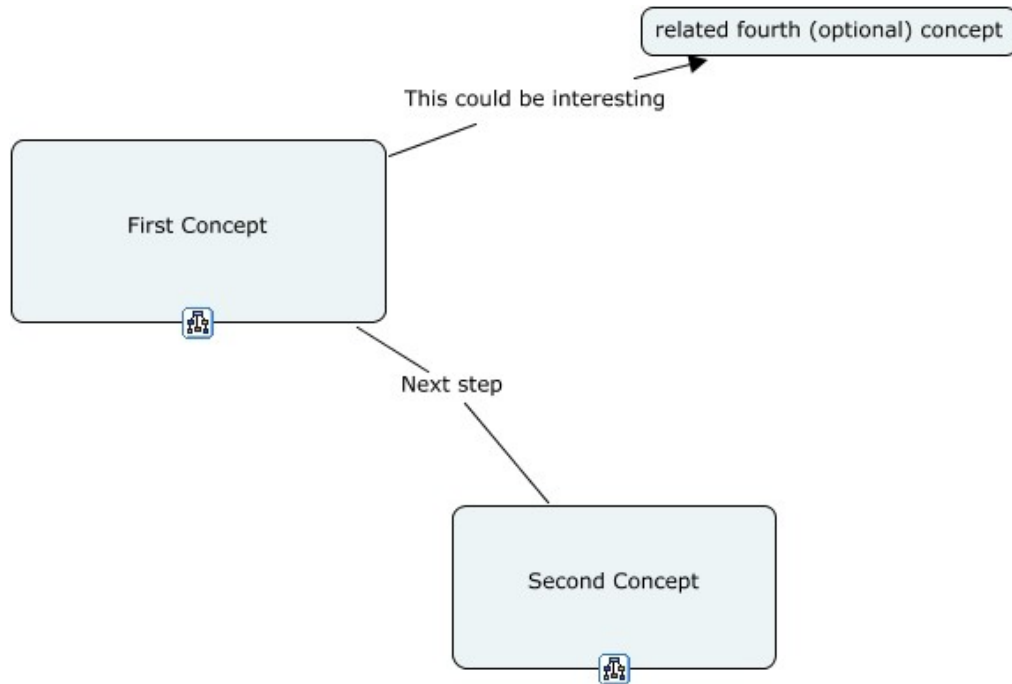 related fourth (optional) concept
This could be interesting
First Concept
Next step
Second Concept